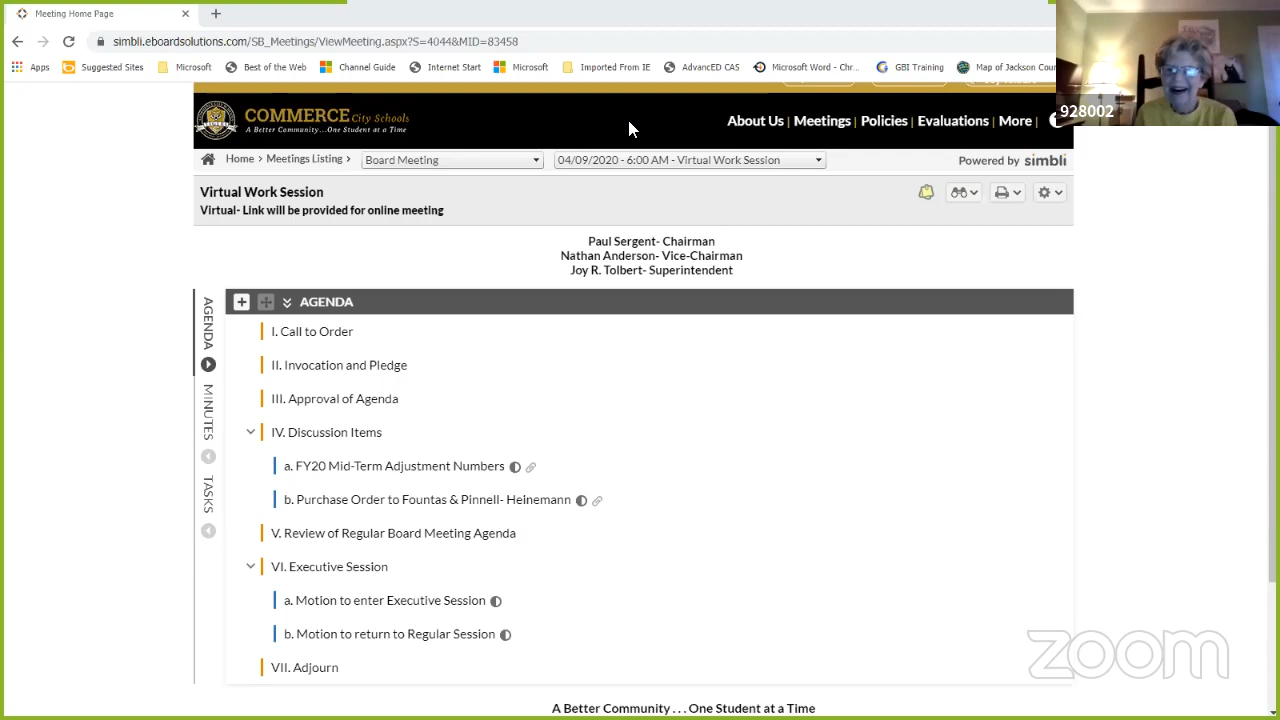 Meeting Home Page
simbli.eboardsolutions.com/SB_Meetings/ViewMeeting.aspx?S=4044&MID=83458
Apps Suggested Sites Microsoft Best of the Web Channel Guide Internet Start Microsoft Imported From IE AdvancED CAS Microsoft Word - Chr... GBI Training Map of Jackson Coun
928002
COMMERCE City Schools
A Better Community...One Student at a Time
About Us | Meetings | Policies | Evaluations | More |
Home > Meetings Listing > Board Meeting 04/09/2020 - 6:00 AM - Virtual Work Session Powered by simbli
Virtual Work Session
Virtual- Link will be provided for online meeting
Paul Sergent- Chairman
Nathan Anderson- Vice-Chairman
Joy R. Tolbert- Superintendent
AGENDA
MINUTES
TASKS
AGENDA
I. Call to Order
II. Invocation and Pledge
III. Approval of Agenda
IV. Discussion Items
a. FY20 Mid-Term Adjustment Numbers
b. Purchase Order to Fountas & Pinnell- Heinemann
V. Review of Regular Board Meeting Agenda
VI. Executive Session
a. Motion to enter Executive Session
b. Motion to return to Regular Session
VII. Adjourn
zoom
A Better Community . . . One Student at a Time